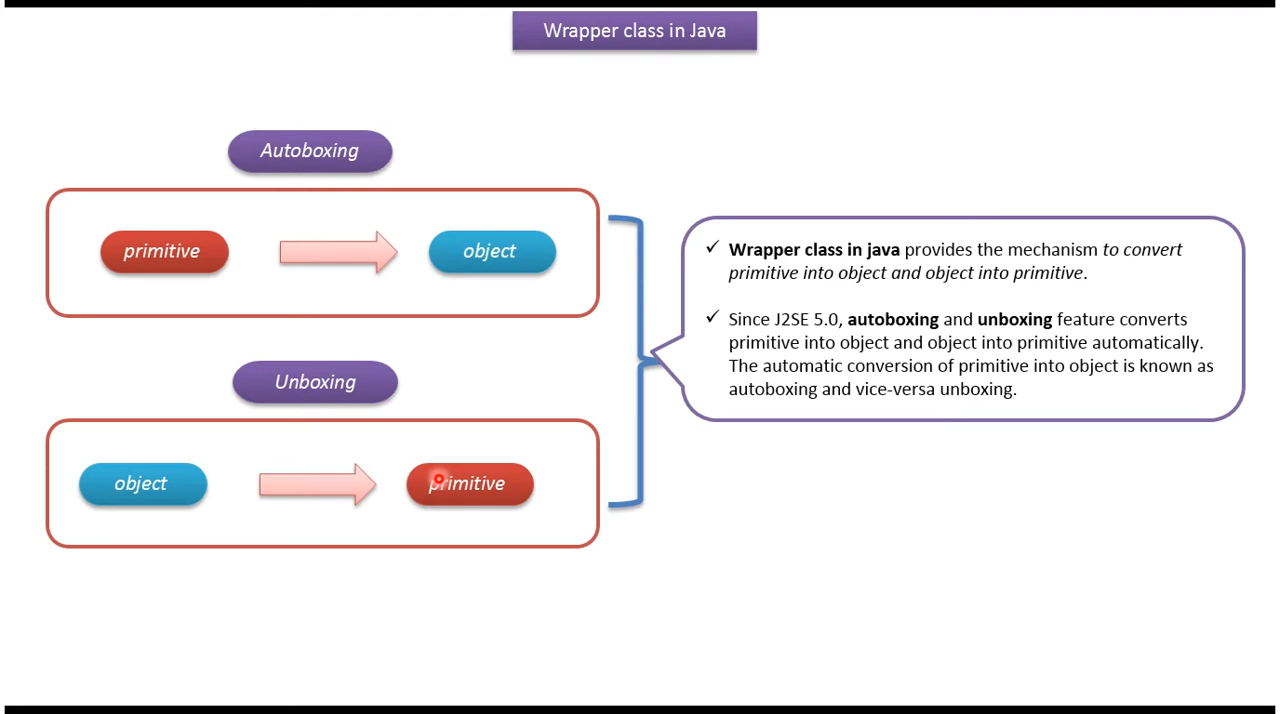 Wrapper class in Java
Autoboxing
primitive
object
Unboxing
object
primitive
✓ Wrapper class in java provides the mechanism to convert
primitive into object and object into primitive.
✓ Since J2SE 5.0, autoboxing and unboxing feature converts
primitive into object and object into primitive automatically.
The automatic conversion of primitive into object is known as
autoboxing and vice-versa unboxing.